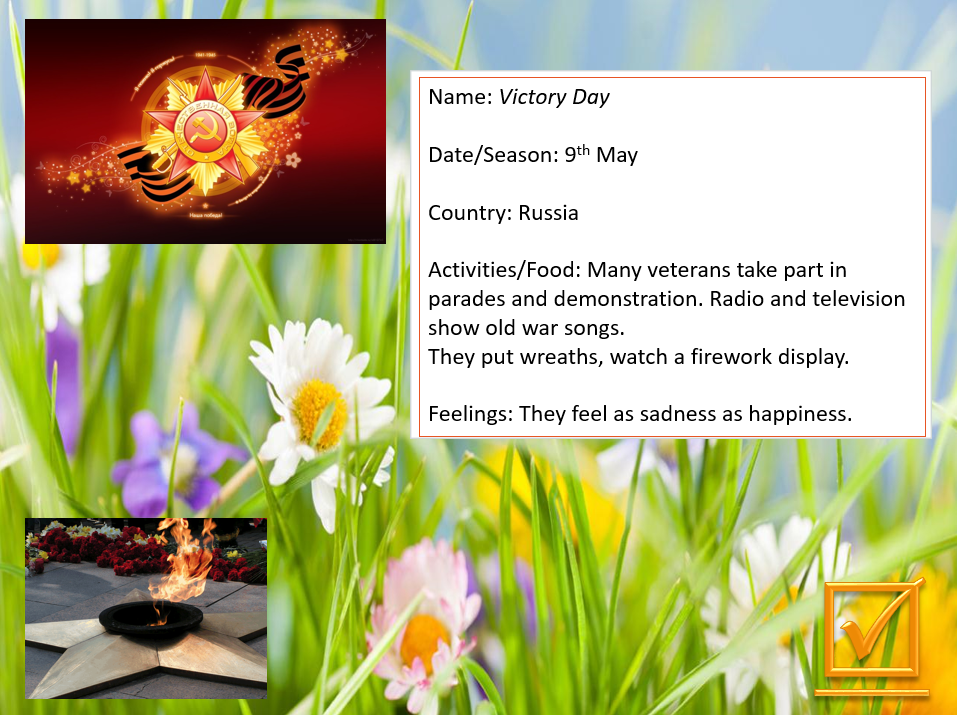 1941-1945
ОТЕЧЕСТВЕННАЯ ВОЙНА
Наша победа!
Name: Victory Day
Date/Season: 9th May
Country: Russia
Activities/Food: Many veterans take part in
parades and demonstration. Radio and television
show old war songs.
They put wreaths, watch a firework display.
Feelings: They feel as sadness as happiness.